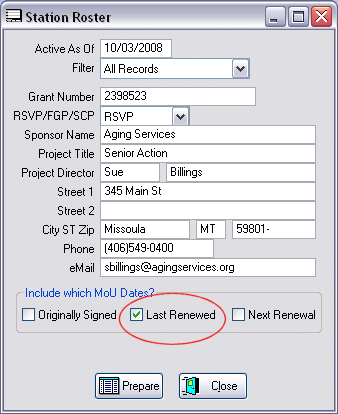 Station Roster
Active As Of 10/03/2008
Filter All Records
Grant Number 2398523
RSVP/FGP/SCP RSVP
Sponsor Name Aging Services
Project Title Senior Action
Project Director Sue Billings
Street 1 345 Main St
Street 2
City ST Zip Missoula MT 59801-
Phone (406)549-0400
eMail sbillings@agingservices.org
Include which MoU Dates?
Originally Signed Last Renewed Next Renewal
Prepare Close